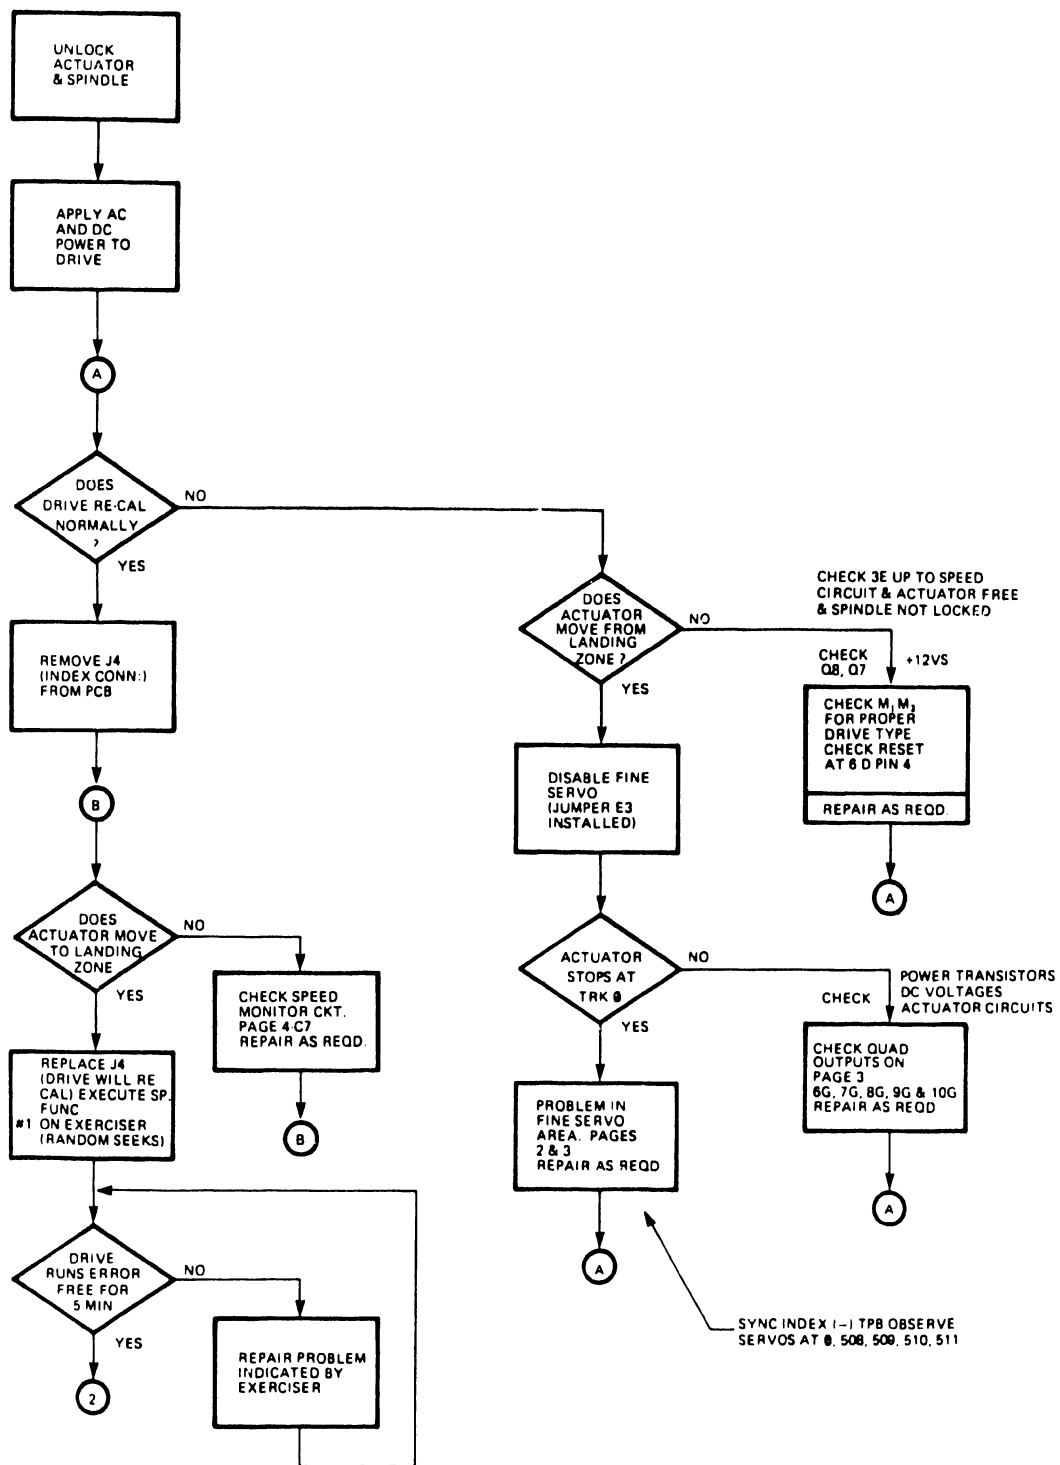 UNLOCK
ACTUATOR
& SPINDLE
APPLY AC
AND DC
POWER TO
DRIVE
A
DOES
DRIVE RE-CAL
NORMALLY
?
NO
YES
REMOVE J4
(INDEX CONN.)
FROM PCB
B
DOES
ACTUATOR MOVE
TO LANDING
ZONE
NO
YES
CHECK SPEED
MONITOR CKT.
PAGE 4-C7
REPAIR AS REQD.
B
REPLACE J4
(DRIVE WILL RE
CAL) EXECUTE SP.
FUNC
#1 ON EXERCISER
(RANDOM SEEKS)
DRIVE
RUNS ERROR
FREE FOR
5 MIN
NO
YES
2
REPAIR PROBLEM
INDICATED BY
EXERCISER
DOES
ACTUATOR
MOVE FROM
LANDING
ZONE ?
NO
YES
CHECK 3E UP TO SPEED
CIRCUIT & ACTUATOR FREE
& SPINDLE NOT LOCKED
CHECK
Q8, Q7
+12VS
CHECK M₁ M₂
FOR PROPER
DRIVE TYPE
CHECK RESET
AT 6 D PIN 4
REPAIR AS REQD.
A
DISABLE FINE
SERVO
(JUMPER E3
INSTALLED)
ACTUATOR
STOPS AT
TRK 0
NO
YES
CHECK
POWER TRANSISTORS
DC VOLTAGES
ACTUATOR CIRCUITS
CHECK QUAD
OUTPUTS ON
PAGE 3
6G, 7G, 8G, 9G & 10G
REPAIR AS REQD
A
PROBLEM IN
FINE SERVO
AREA. PAGES
2 & 3
REPAIR AS REQD
A
SYNC INDEX (-) TPB OBSERVE
SERVOS AT 0, 508, 509, 510, 511